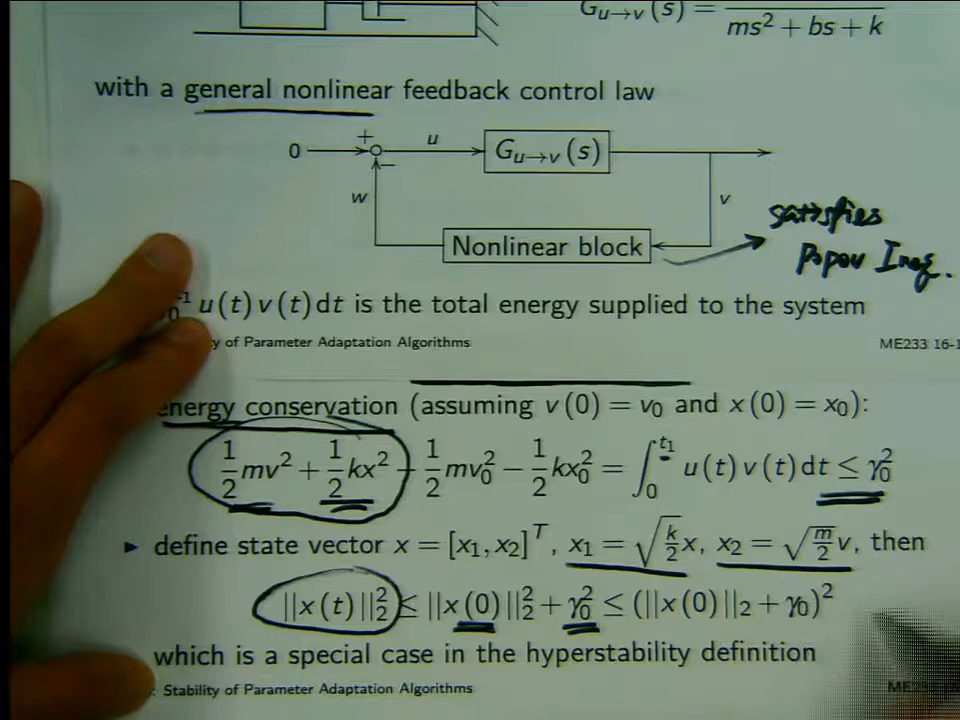 G_{u→v}(s) = ─────
ms² + bs + k
with a general nonlinear feedback control law
+
0
u
G_{u→v}(s)
−
w
v
satisfies
Nonlinear block
Popov Ineq.
u(t)v(t)dt is the total energy supplied to the system
y of Parameter Adaptation Algorithms
ME233 16-1
energy conservation (assuming v(0) = v₀ and x(0) = x₀):
½mv² + ½kx² − ½mv₀² − ½kx₀² = ∫₀^{t₁} u(t)v(t)dt ≤ γ₀²
► define state vector x = [x₁, x₂]ᵀ, x₁ = √(k/2)x, x₂ = √(m/2)v, then
||x(t)||₂² ≤ ||x(0)||₂² + γ₀² ≤ (||x(0)||₂ + γ₀)²
which is a special case in the hyperstability definition
: Stability of Parameter Adaptation Algorithms